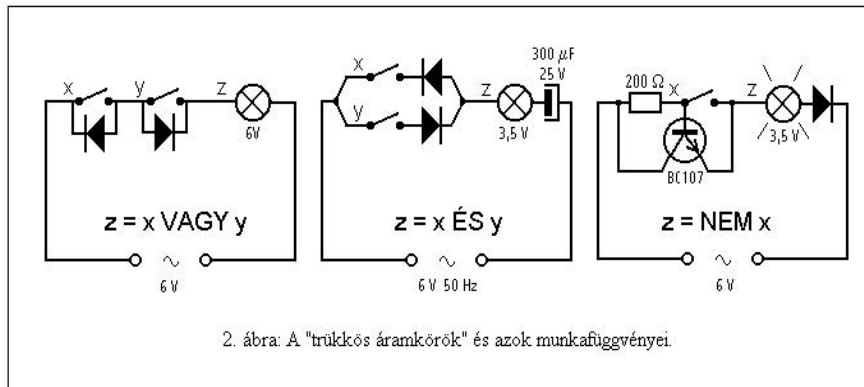 x
y
z
6V
z = x VAGY y
6 V
x
y
z
3,5 V
300 µF
25 V
z = x ÉS y
6 V 50 Hz
200 Ω
x
z
BC107
3,5 V
z = NEM x
6 V
2. ábra: A "trükkös áramkörök" és azok munkafüggvényei.